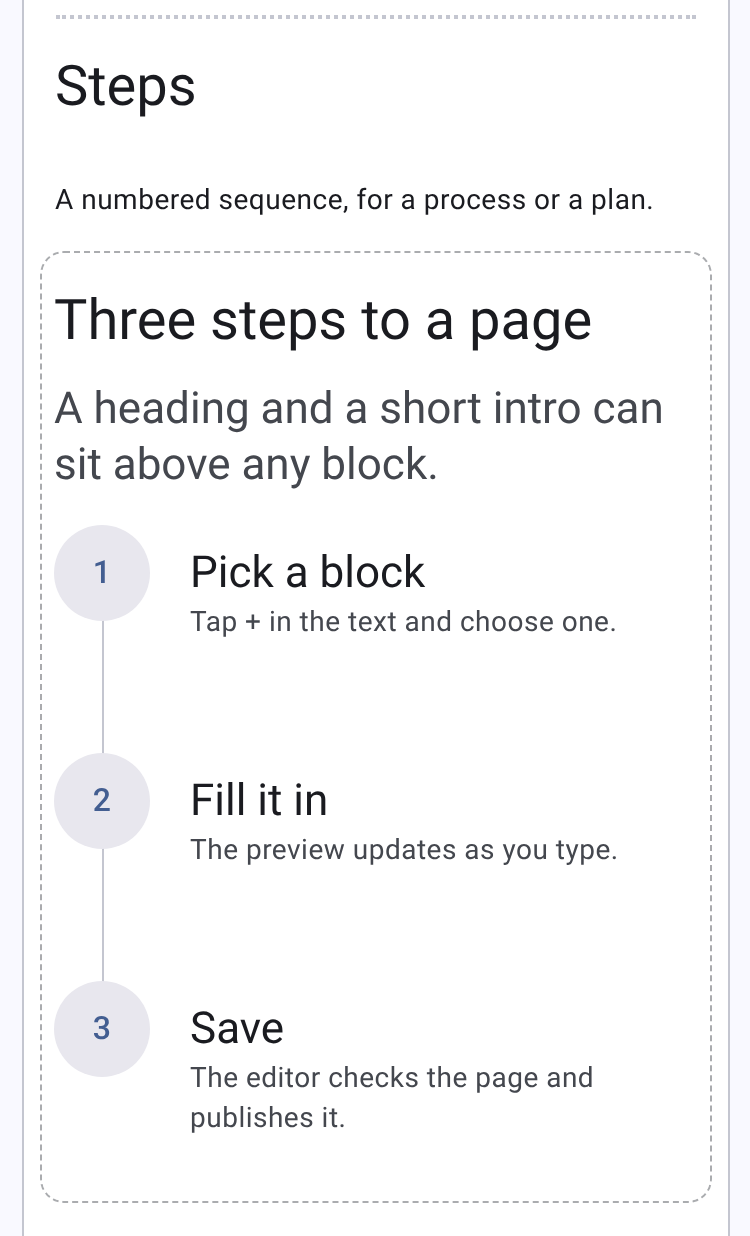 Steps
A numbered sequence, for a process or a plan.
Three steps to a page
A heading and a short intro can
sit above any block.
1
Pick a block
Tap + in the text and choose one.
2
Fill it in
The preview updates as you type.
3
Save
The editor checks the page and
publishes it.